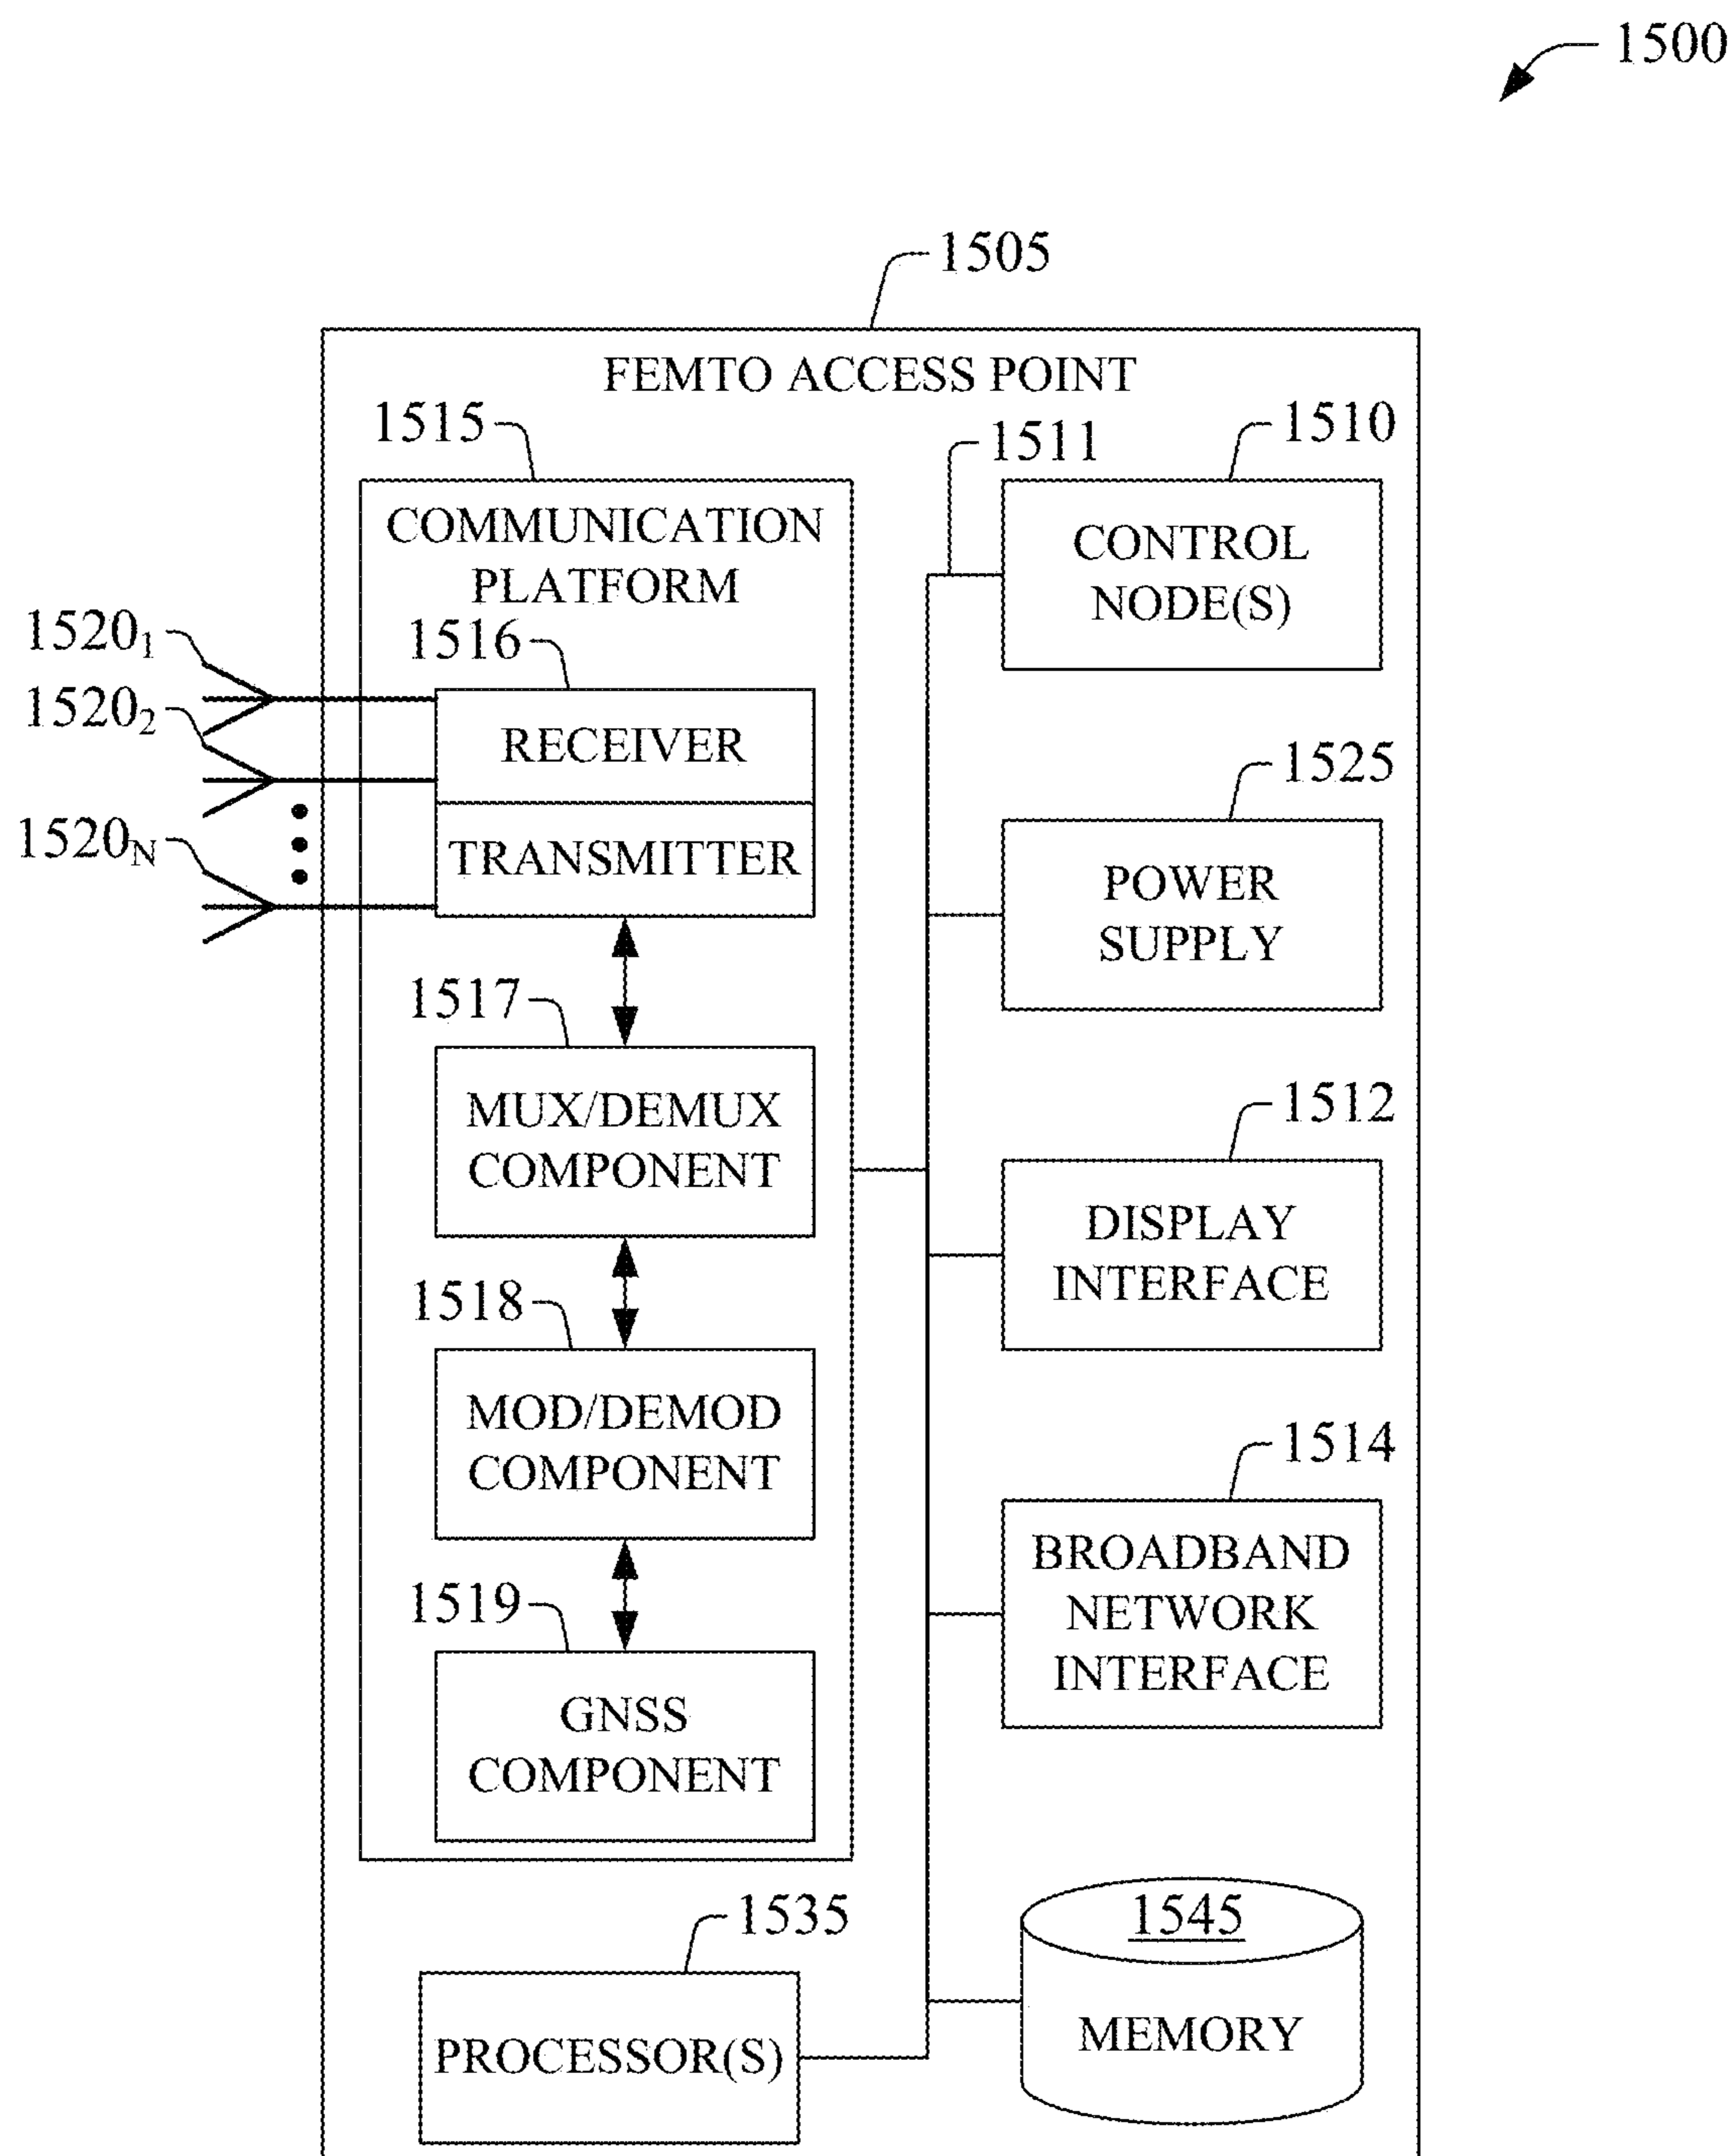 1500
1505
FEMTO ACCESS POINT
1515
1511
1510
COMMUNICATION
PLATFORM
CONTROL
NODE(S)
1520₁
1516
1520₂
RECEIVER
1525
1520N
TRANSMITTER
POWER
SUPPLY
1517
1512
MUX/DEMUX
COMPONENT
DISPLAY
INTERFACE
1518
MOD/DEMOD
COMPONENT
1514
BROADBAND
NETWORK
INTERFACE
1519
GNSS
COMPONENT
1535
1545
PROCESSOR(S)
MEMORY